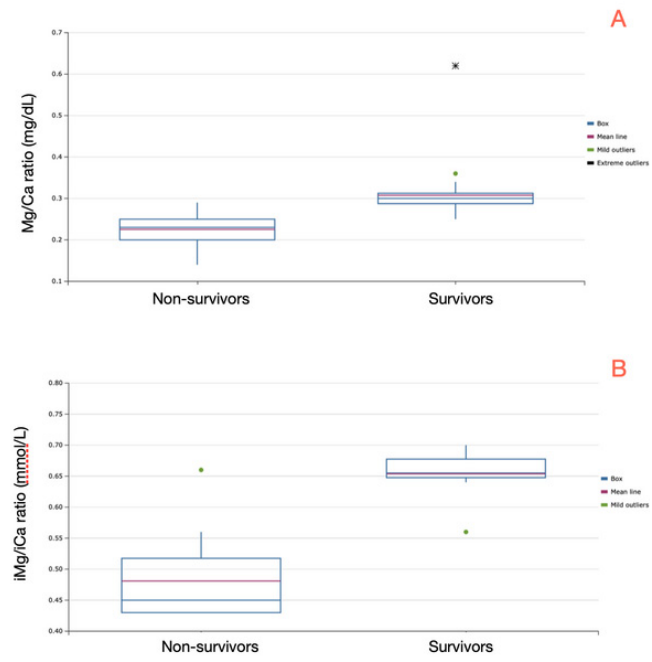 A
0.7
0.6
0.5
0.4
0.3
0.2
0.1
Mg/Ca ratio (mg/dL)
Non-survivors
Survivors
Box
Mean line
Mild outliers
Extreme outliers
B
0.80
0.75
0.70
0.65
0.60
0.55
0.50
0.45
0.40
iMg/iCa ratio (mmol/L)
Non-survivors
Survivors
Box
Mean line
Mild outliers